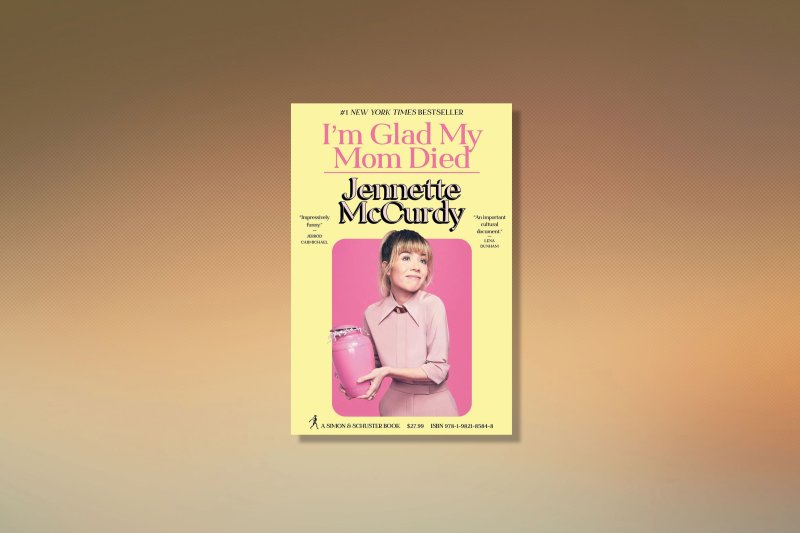 #1 NEW YORK TIMES BESTSELLER
I'm Glad My
Mom Died
Jennette
McCurdy
"Impressively
funny."
—
JERROD
CARMICHAEL
"An important
cultural
document."
—
LENA
DUNHAM
A SIMON & SCHUSTER BOOK $27.99 ISBN 978-1-9821-8584-8